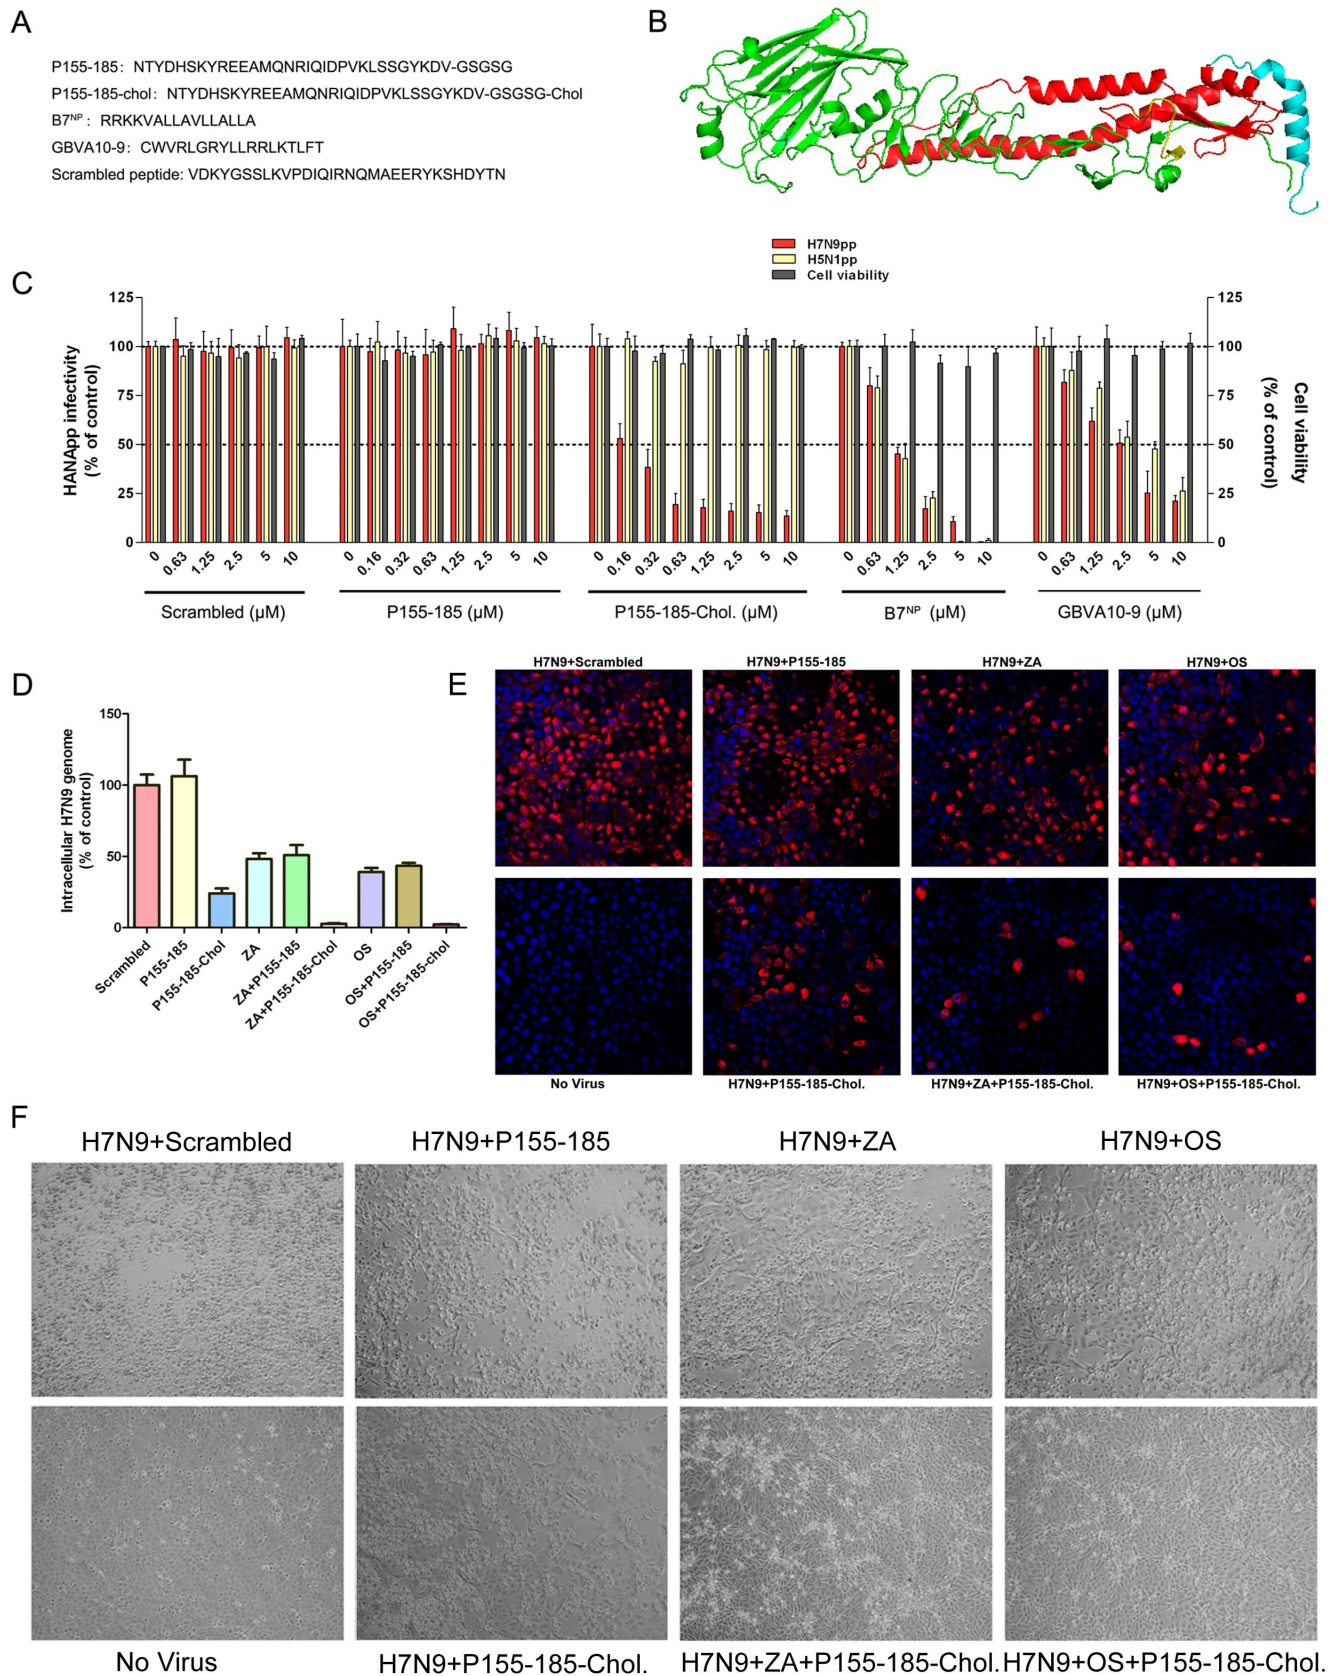 A
P155-185: NTYDHSKYREEAMQNRIQIDPVKLSSGYKDV-GSGSG
P155-185-chol: NTYDHSKYREEAMQNRIQIDPVKLSSGYKDV-GSGSG-Chol
B7NP: RRKKVALLAVLLALLA
GBVA10-9: CWVRLGRYLLRRLKTLFT
Scrambled peptide: VDKYGSSLKVPDIQIRNQMAEERYKSHDYTN
B
C
H7N9pp
H5N1pp
Cell viability
HANApp infectivity
(% of control)
125
100
75
50
25
0
125
100
75
50
25
0
Cell viability
(% of control)
0 0.63 1.25 2.5 5 10
0 0.16 0.32 0.63 1.25 2.5 5 10
0 0.16 0.32 0.63 1.25 2.5 5 10
0 0.63 1.25 2.5 5 10
0 0.63 1.25 2.5 5 10
Scrambled (μM)
P155-185 (μM)
P155-185-Chol. (μM)
B7NP (μM)
GBVA10-9 (μM)
D
Intracellular H7N9 genome
(% of control)
150
100
50
0
Scrambled
P155-185
P155-185-Chol
ZA
ZA+P155-185
ZA+P155-185-Chol
OS
OS+P155-185
OS+P155-185-chol
E
H7N9+Scrambled
H7N9+P155-185
H7N9+ZA
H7N9+OS
No Virus
H7N9+P155-185-Chol.
H7N9+ZA+P155-185-Chol.
H7N9+OS+P155-185-Chol.
F
H7N9+Scrambled
H7N9+P155-185
H7N9+ZA
H7N9+OS
No Virus
H7N9+P155-185-Chol.
H7N9+ZA+P155-185-Chol.
H7N9+OS+P155-185-Chol.